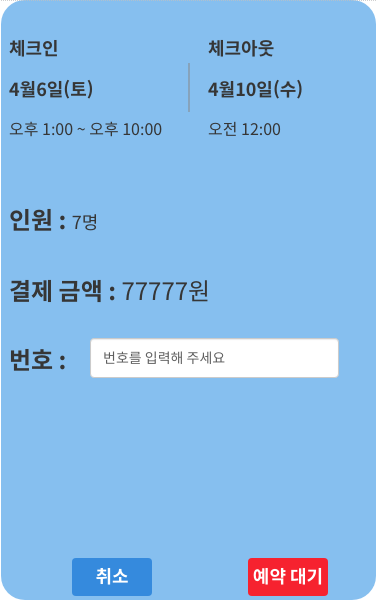 체크인
4월6일(토)
오후 1:00 ~ 오후 10:00
체크아웃
4월10일(수)
오전 12:00
인원 : 7명
결제 금액 : 77777원
번호 : 번호를 입력해 주세요
취소
예약 대기